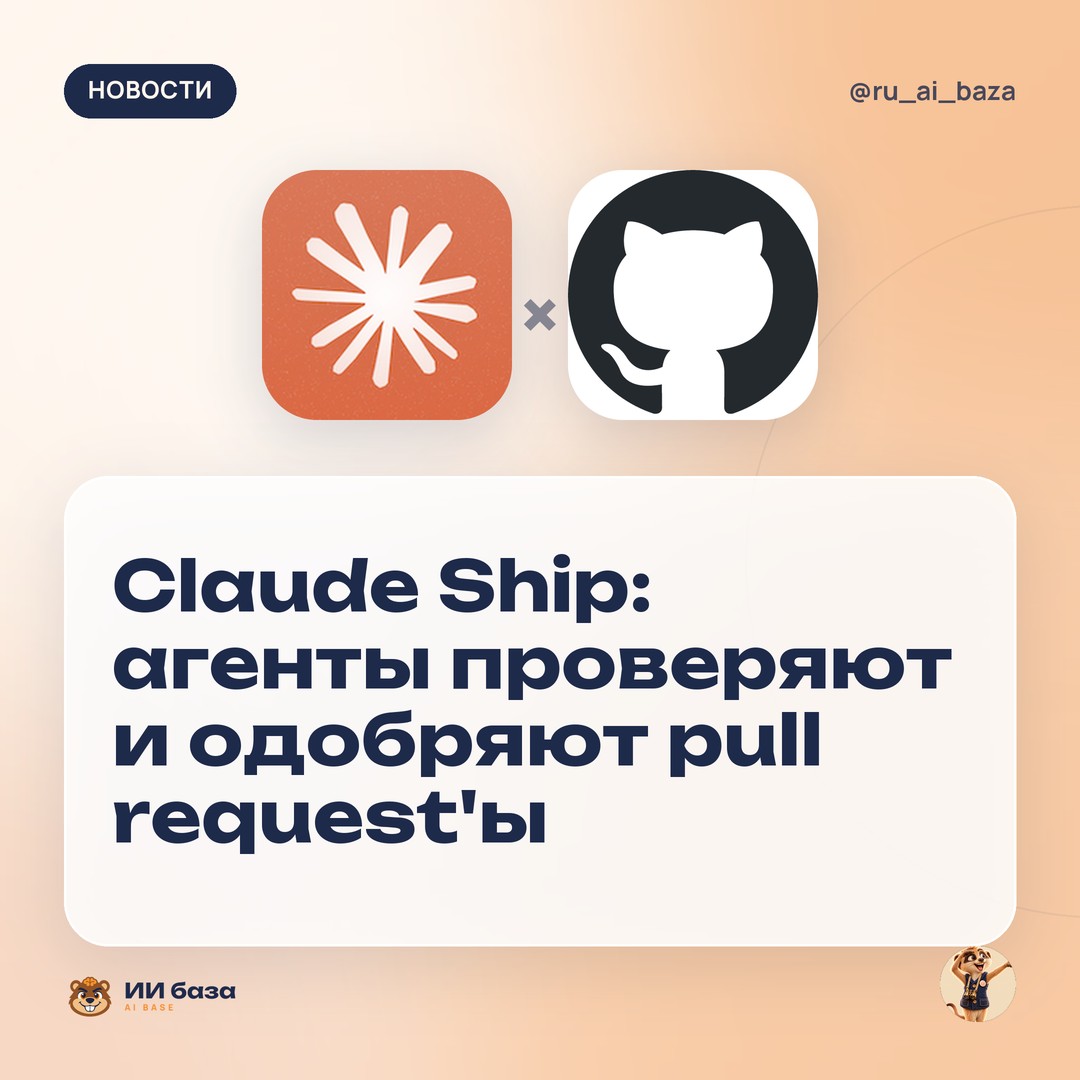 НОВОСТИ
@ru_ai_baza
Claude Ship:
агенты проверяют
и одобряют pull
request'ы
ИИ база
AI BASE